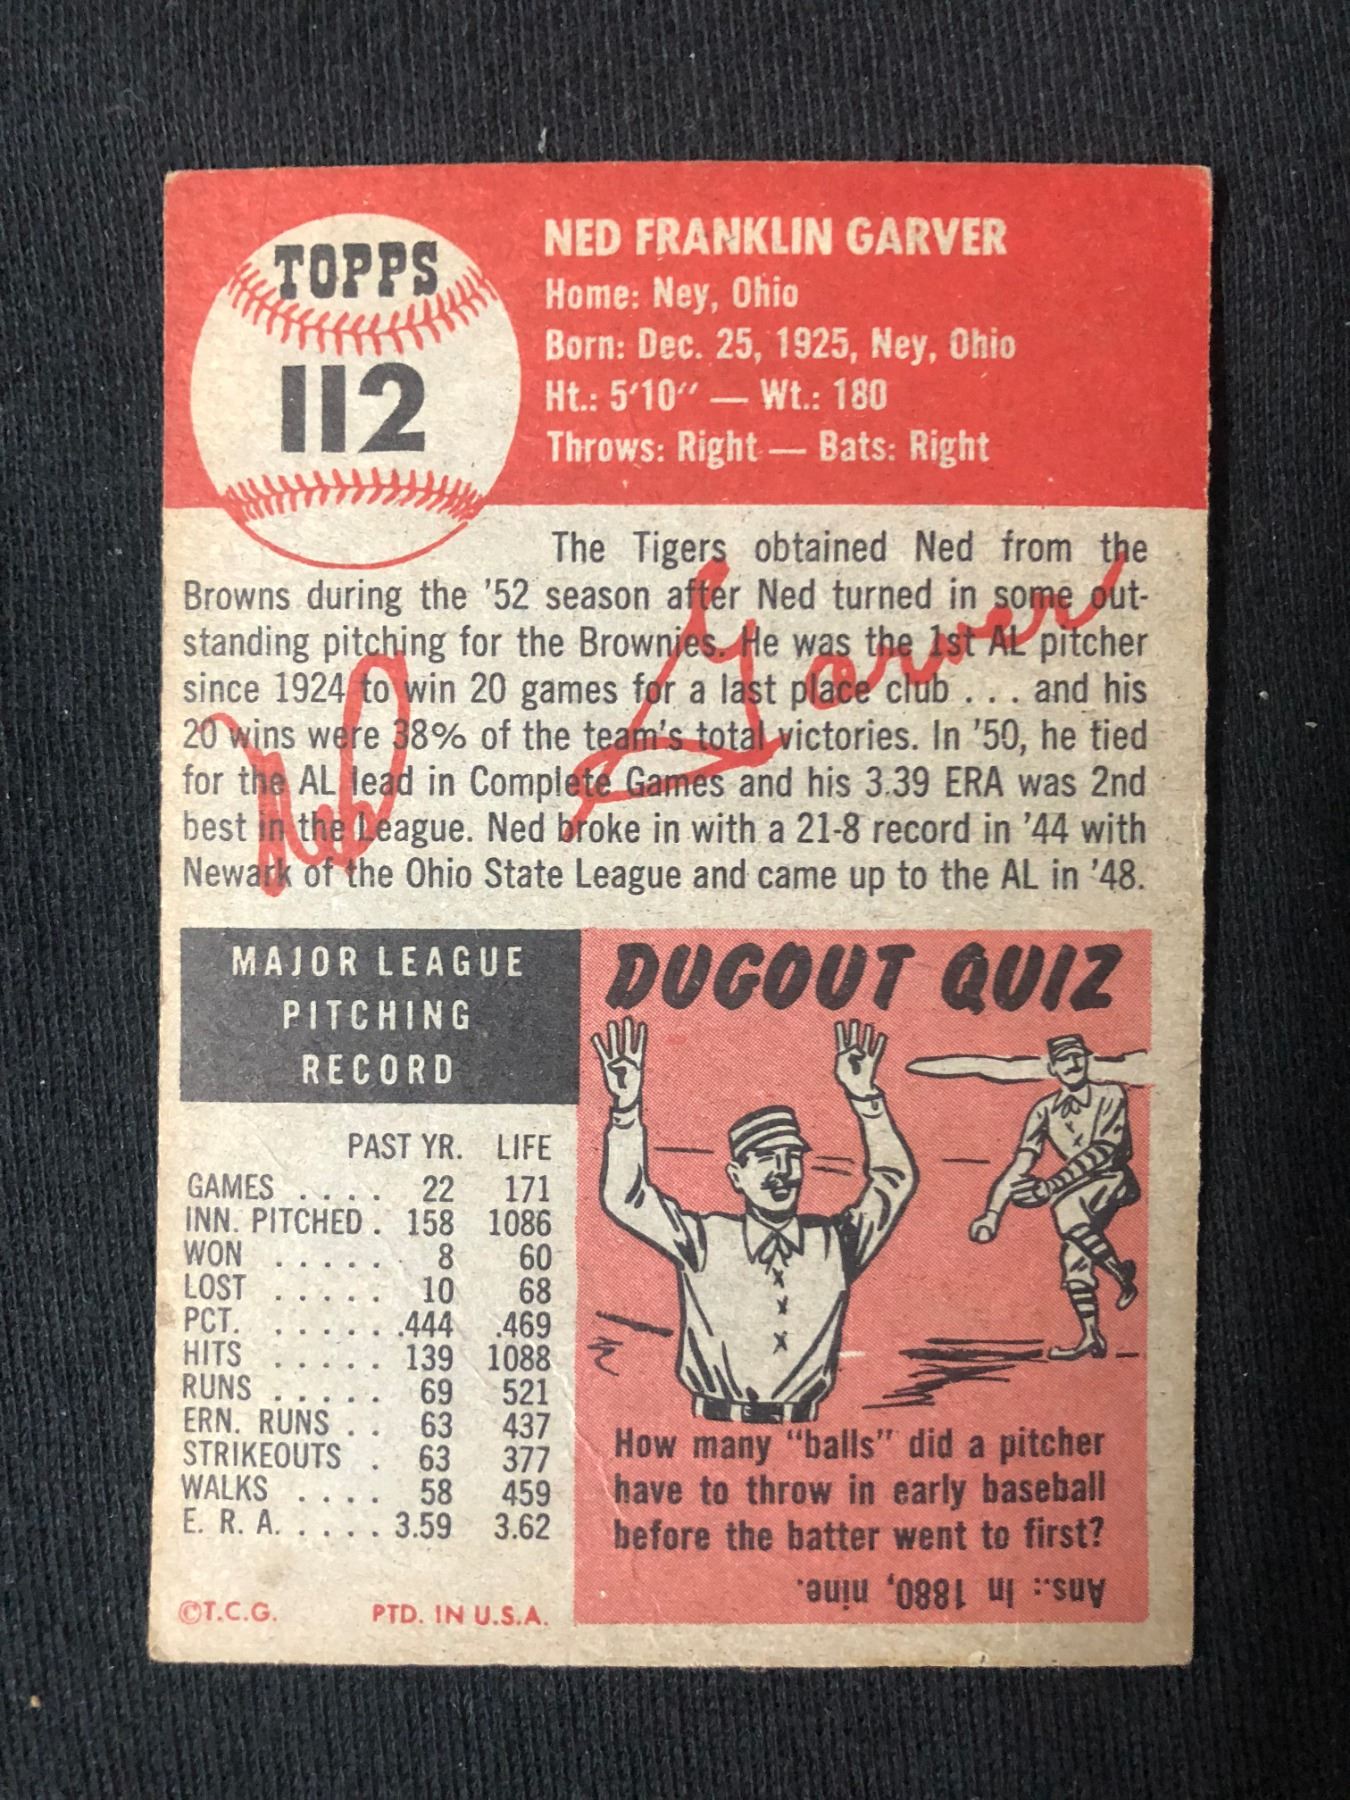 TOPPS
112
NED FRANKLIN GARVER
Home: Ney, Ohio
Born: Dec. 25, 1925, Ney, Ohio
Ht.: 5'10" — Wt.: 180
Throws: Right — Bats: Right
The Tigers obtained Ned from the
Browns during the '52 season after Ned turned in some out-
standing pitching for the Brownies. He was the 1st AL pitcher
since 1924 to win 20 games for a last place club . . . and his
20 wins were 38% of the team's total victories. In '50, he tied
for the AL lead in Complete Games and his 3.39 ERA was 2nd
best in the League. Ned broke in with a 21-8 record in '44 with
Newark of the Ohio State League and came up to the AL in '48.
Ned Garver
MAJOR LEAGUE
PITCHING
RECORD
PAST YR. LIFE
GAMES . . . . 22 171
INN. PITCHED . 158 1086
WON . . . . . 8 60
LOST . . . . . 10 68
PCT. . . . . . . .444 .469
HITS . . . . . 139 1088
RUNS . . . . . 69 521
ERN. RUNS . . 63 437
STRIKEOUTS . 63 377
WALKS . . . . 58 459
E. R. A. . . . . . 3.59 3.62
©T.C.G. PTD. IN U.S.A.
DUGOUT QUIZ
How many "balls" did a pitcher
have to throw in early baseball
before the batter went to first?
Ans.: In 1880, nine.